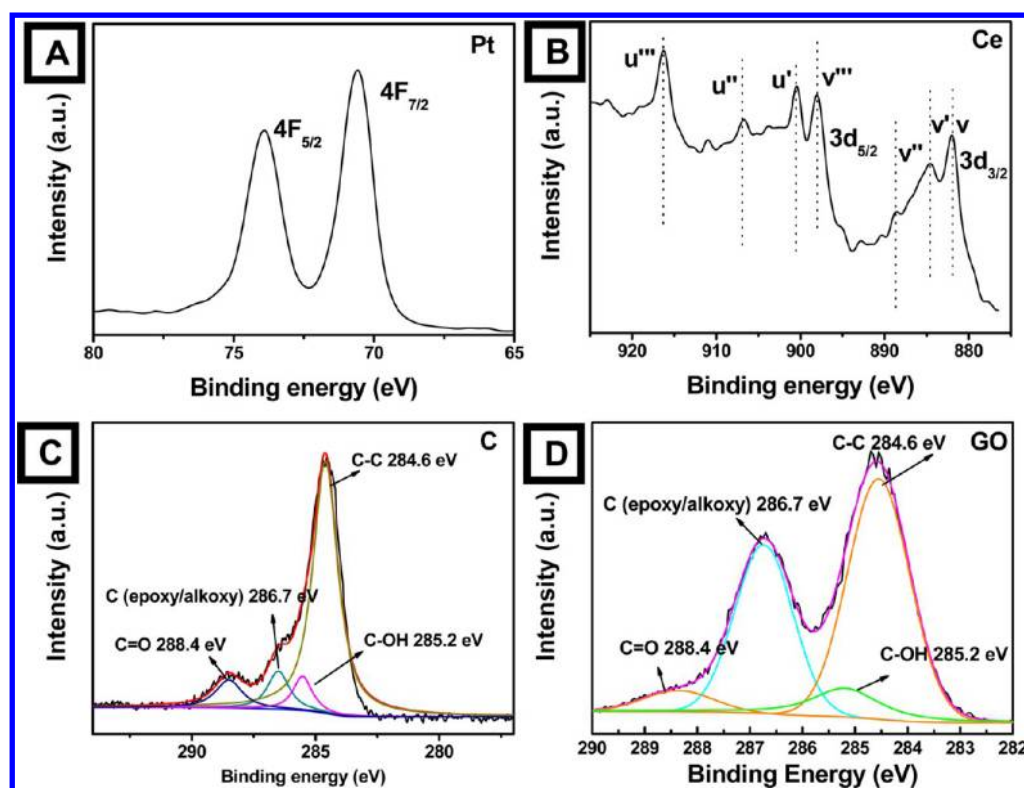 A
Pt
4F5/2
4F7/2
Intensity (a.u.)
80
75
70
65
Binding energy (eV)
B
Ce
u'''
u''
u'
v'''
3d5/2
v''
v'
v
3d3/2
Intensity (a.u.)
920
910
900
890
880
Binding energy (eV)
C
C
C-C 284.6 eV
C (epoxy/alkoxy) 286.7 eV
C=O 288.4 eV
C-OH 285.2 eV
Intensity (a.u.)
290
285
280
Binding energy (eV)
D
GO
C-C 284.6 eV
C (epoxy/alkoxy) 286.7 eV
C=O 288.4 eV
C-OH 285.2 eV
Intensity (a.u.)
290
289
288
287
286
285
284
283
282
Binding Energy (eV)